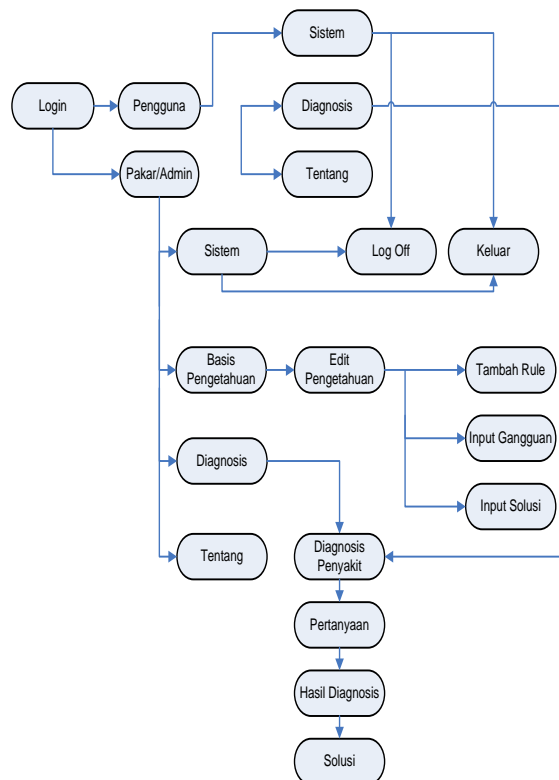 Sistem
Login
Pengguna
Diagnosis
Pakar/Admin
Tentang
Sistem
Log Off
Keluar
Basis
Pengetahuan
Edit
Pengetahuan
Tambah Rule
Input Gangguan
Diagnosis
Input Solusi
Tentang
Diagnosis
Penyakit
Pertanyaan
Hasil Diagnosis
Solusi